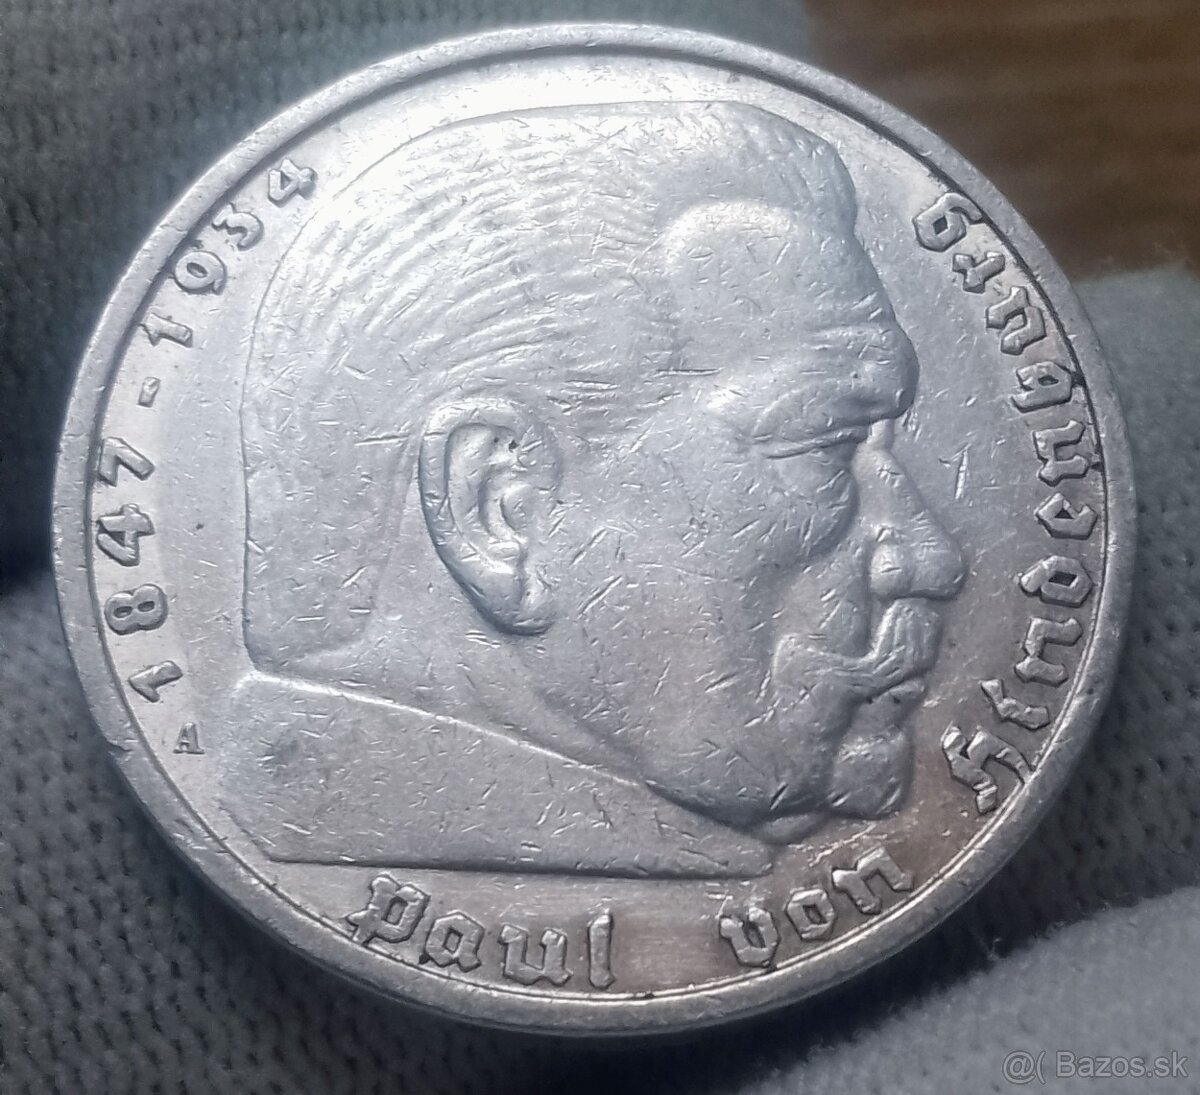 1847-1934
Paul von Hindenburg
A
@( Bazos.sk